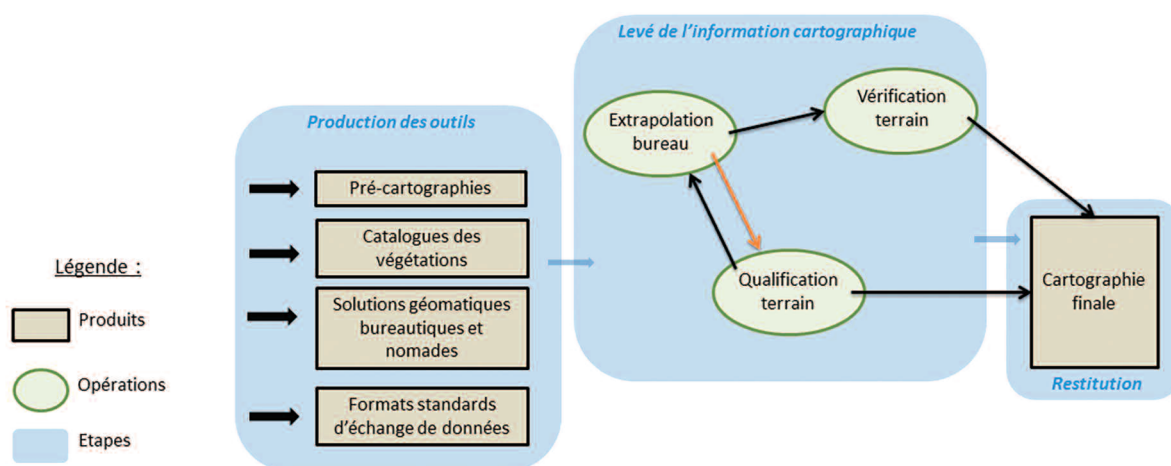 Levé de l'information cartographique
Extrapolation
bureau
Vérification
terrain
Qualification
terrain
Production des outils
Pré-cartographies
Catalogues des
végétations
Solutions géomatiques
bureautiques et
nomades
Formats standards
d'échange de données
Cartographie
finale
Restitution
Légende :
Produits
Opérations
Etapes